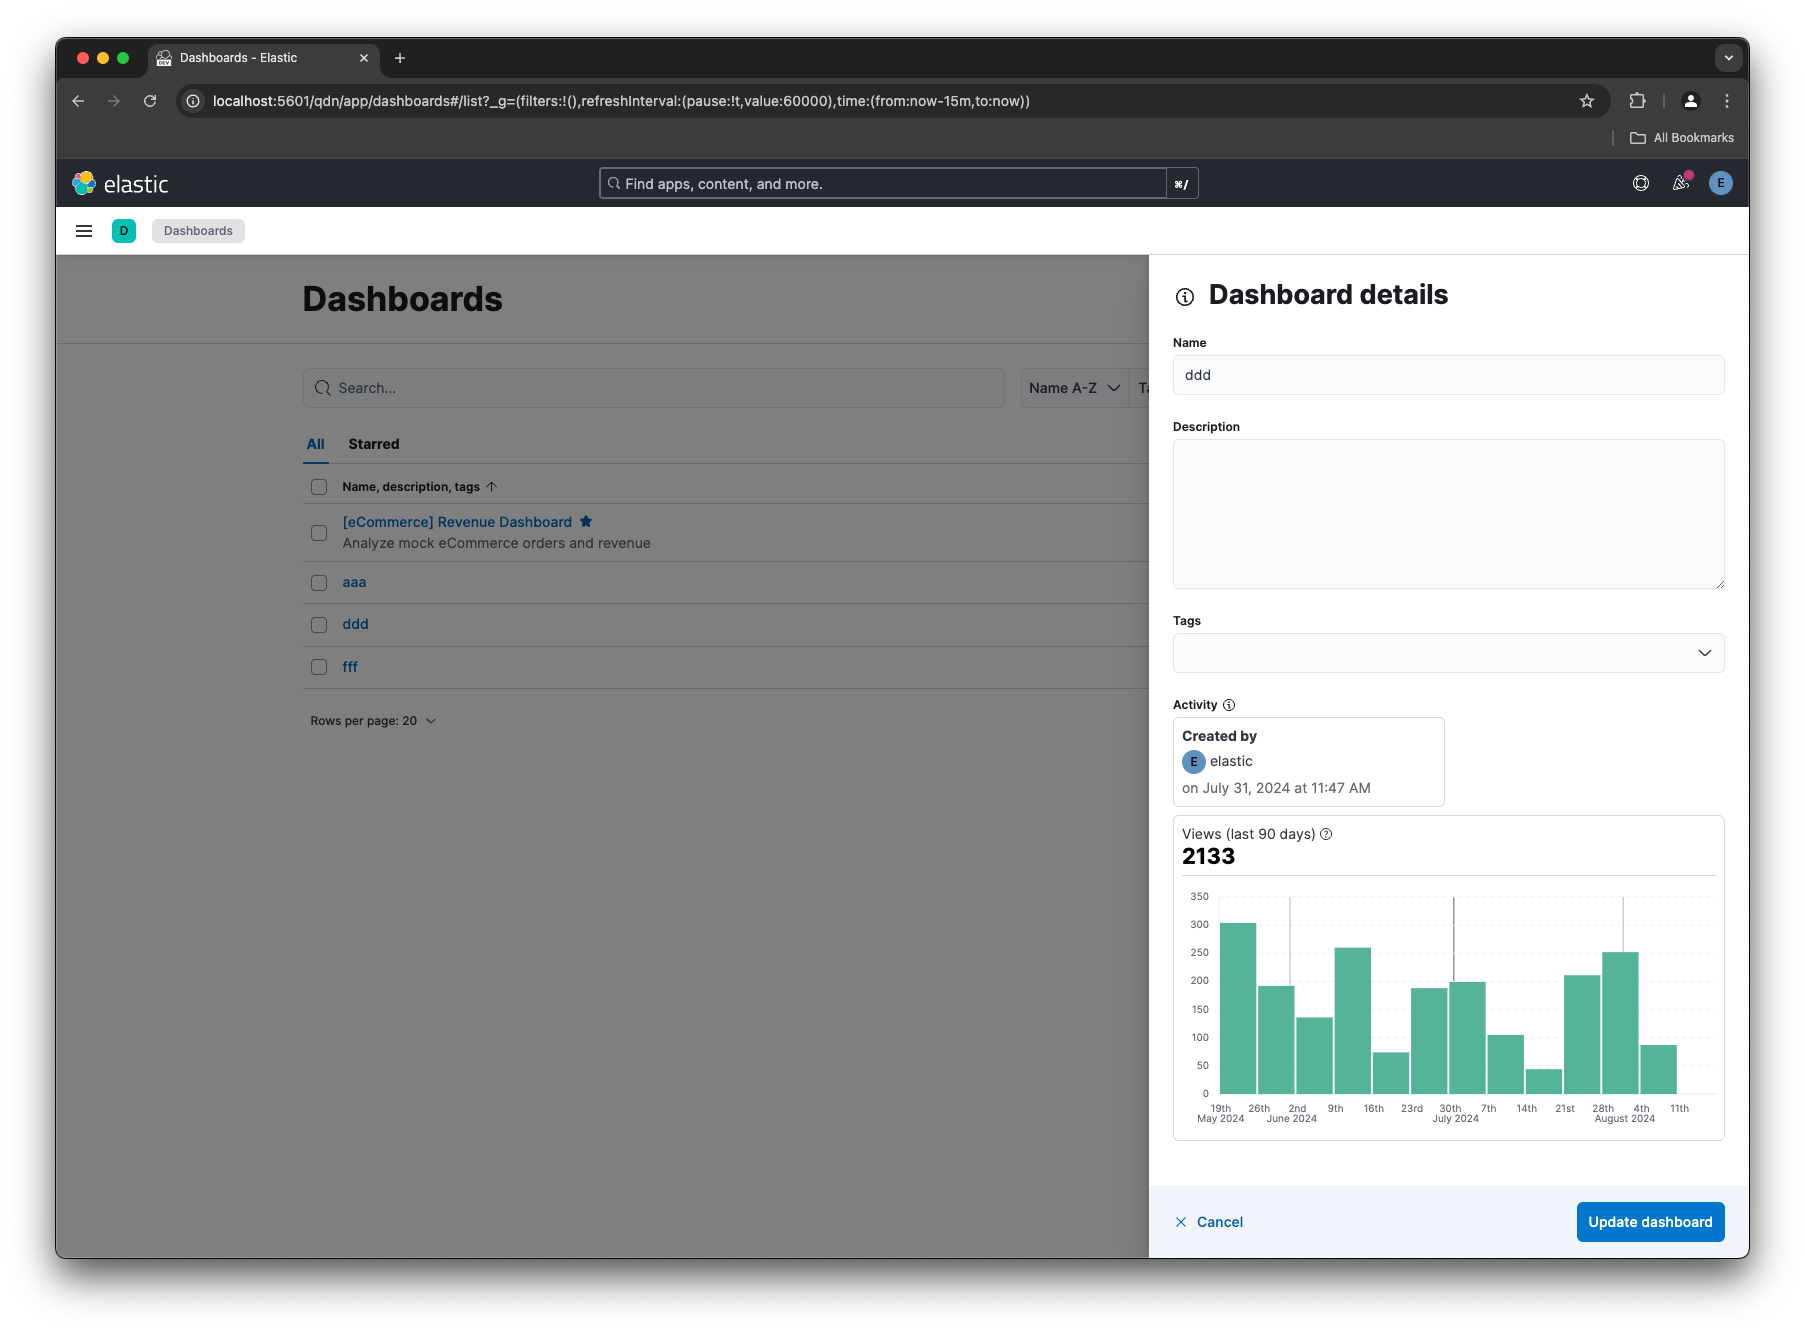 Dashboards - Elastic
localhost:5601/qdn/app/dashboards#/list?_g=(filters:!(),refreshInterval:(pause:!t,value:60000),time:(from:now-15m,to:now))
All Bookmarks
elastic
Find apps, content, and more.
⌘/
E
D
Dashboards
Dashboards
Search...
Name A-Z
Ta
All
Starred
Name, description, tags
[eCommerce] Revenue Dashboard
Analyze mock eCommerce orders and revenue
aaa
ddd
fff
Rows per page: 20
Dashboard details
Name
ddd
Description
Tags
Activity
Created by
E elastic
on July 31, 2024 at 11:47 AM
Views (last 90 days)
2133
350
300
250
200
150
100
50
0
19th 26th 2nd 9th 16th 23rd 30th 7th 14th 21st 28th 4th 11th
May 2024 June 2024 July 2024 August 2024
Cancel
Update dashboard